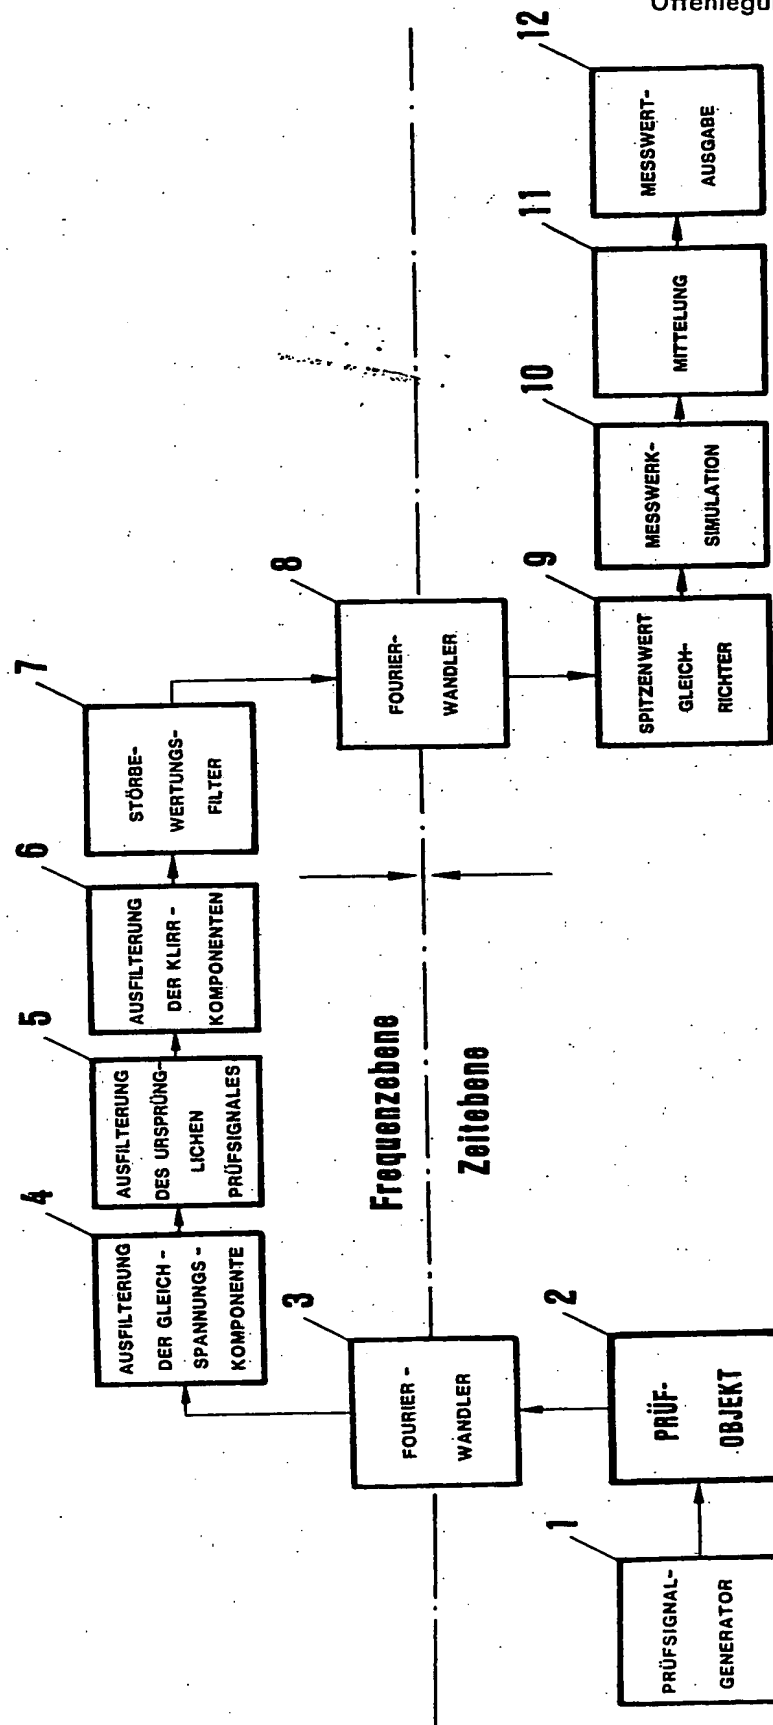 1
PRÜFSIGNAL-
GENERATOR
2
PRÜF-
OBJEKT
3
FOURIER-
WANDLER
4
AUSFILTERUNG
DER GLEICH-
SPANNUNGS-
KOMPONENTE
5
AUSFILTERUNG
DES URSPRÜNG-
LICHEN
PRÜFSIGNALES
6
AUSFILTERUNG
DER KLIRR-
KOMPONENTEN
7
STÖRBE-
WERTUNGS-
FILTER
8
FOURIER-
WANDLER
Frequenzebene
Zeitebene
9
SPITZENWERT
GLEICH-
RICHTER
10
MESSWERK-
SIMULATION
11
MITTELUNG
12
MESSWERT-
AUSGABE